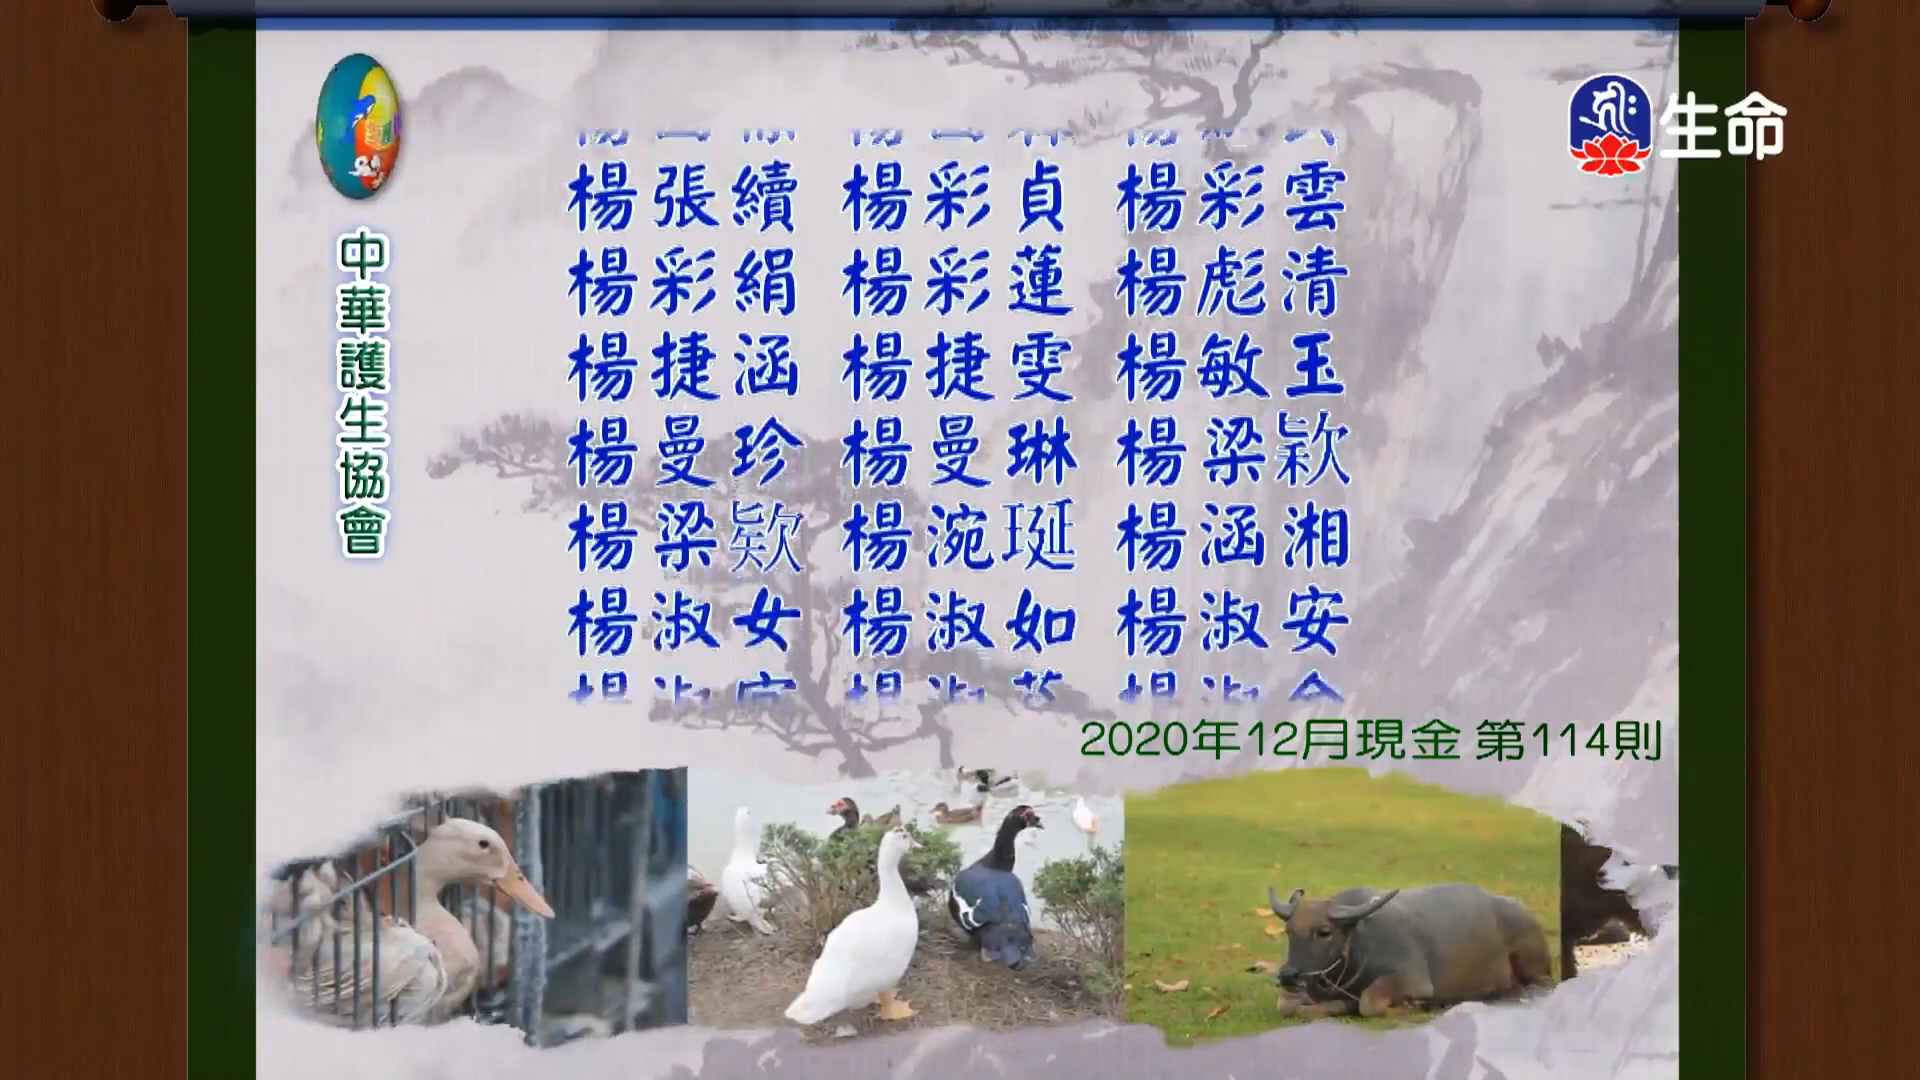 生命
中華護生協會
楊張續 楊彩貞 楊彩雲
楊彩絹 楊彩蓮 楊彪清
楊捷涵 楊捷雯 楊敏玉
楊曼珍 楊曼琳 楊梁歀
楊梁欵 楊涴珽 楊涵湘
楊淑女 楊淑如 楊淑安
2020年12月現金 第114則